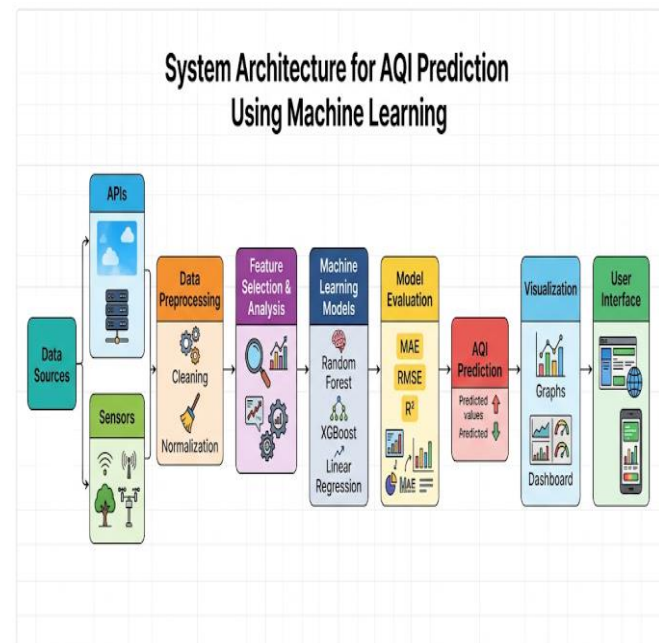 System Architecture for AQI Prediction
Using Machine Learning
Data
Sources
APIs
Sensors
Data
Preprocessing
Cleaning
Normalization
Feature
Selection &
Analysis
Machine
Learning
Models
Random
Forest
XGBoost
Linear
Regression
Model
Evaluation
MAE
RMSE
R²
MAE
AQI
Prediction
Predicted
values
Aredicted
Visualization
Graphs
Dashboard
User
Interface